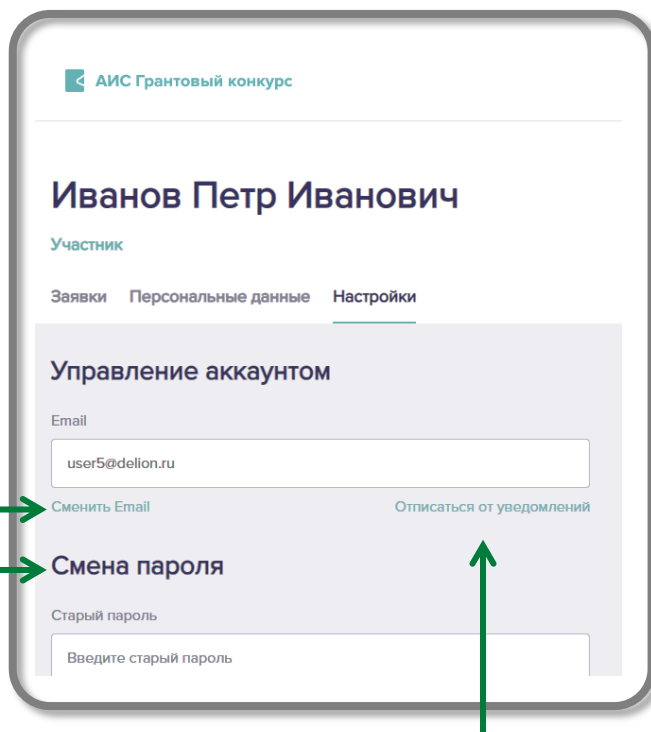 АИС Грантовый конкурс
Иванов Петр Иванович
Участник
Заявки Персональные данные Настройки
Управление аккаунтом
Email
user5@delion.ru
Сменить Email Отписаться от уведомлений
Смена пароля
Старый пароль
Введите старый пароль